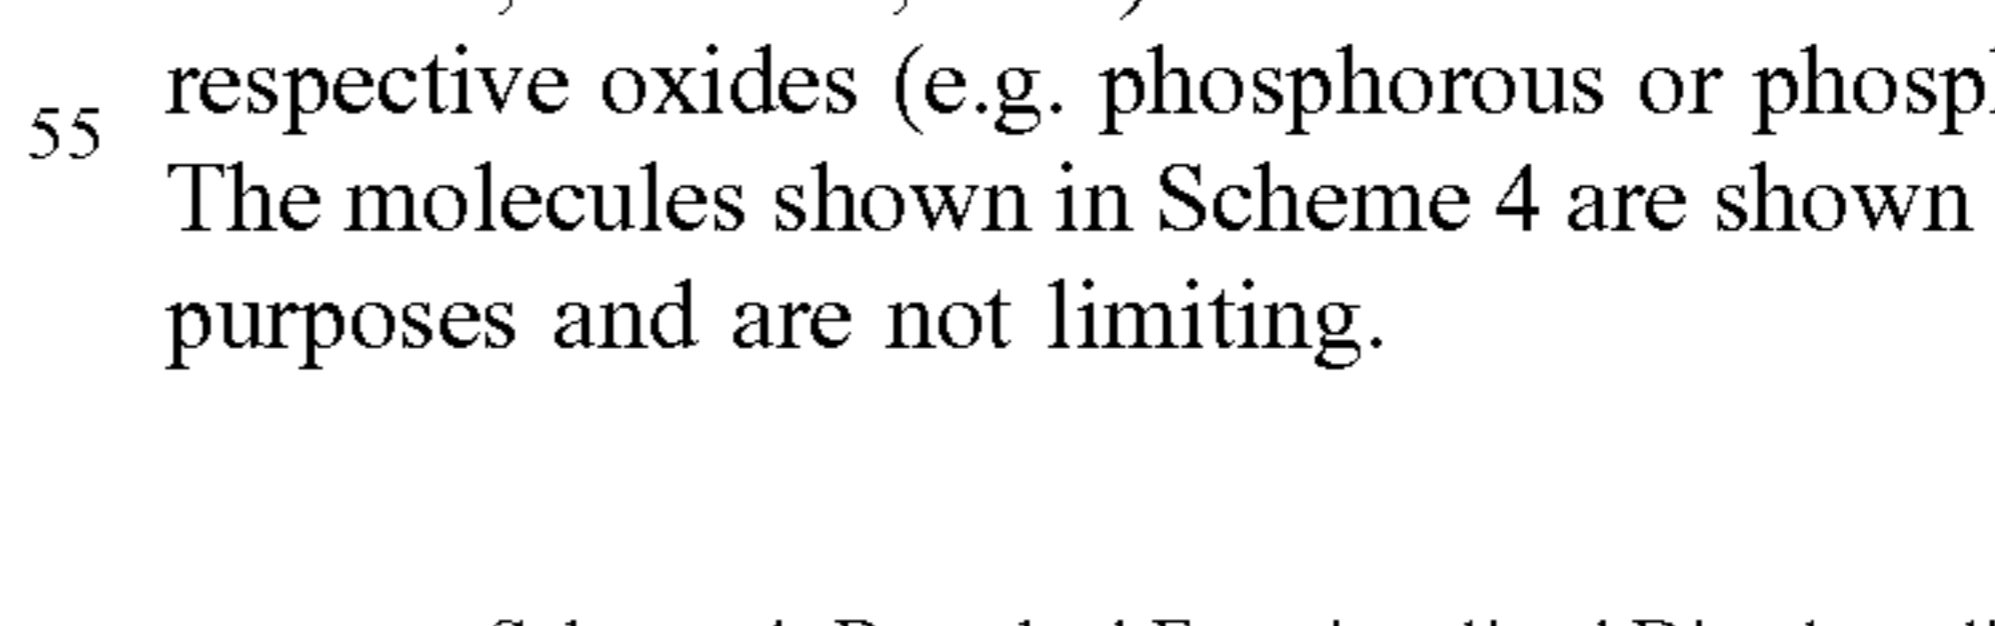 respective oxides (e.g. phosphorous or
55
The molecules shown in Scheme 4 are shown
purposes and are not limiting.